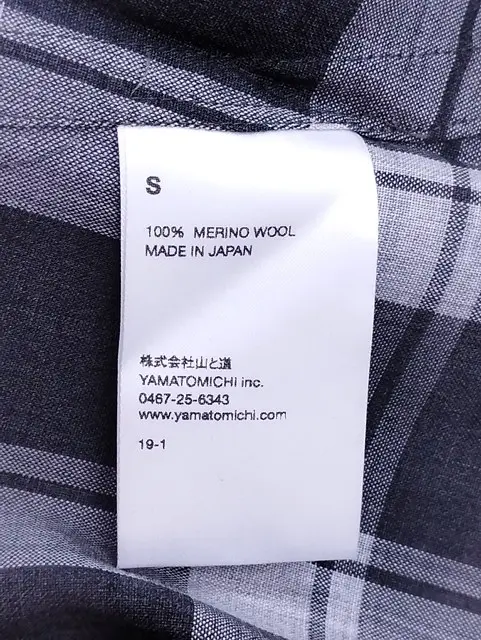 S
100% MERINO WOOL
MADE IN JAPAN
株式会社山と道
YAMATOMICHI inc.
0467-25-6343
www.yamatomichi.com
19-1